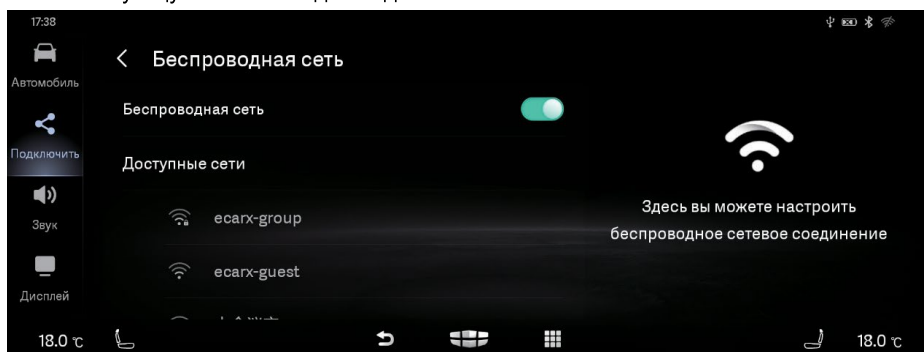 17:38
Беспроводная сеть
Автомобиль
Беспроводная сеть
Подключить
Доступные сети
Звук
ecarx-group
Здесь вы можете настроить
беспроводное сетевое соединение
ecarx-guest
Дисплей
18.0 ℃
18.0 ℃